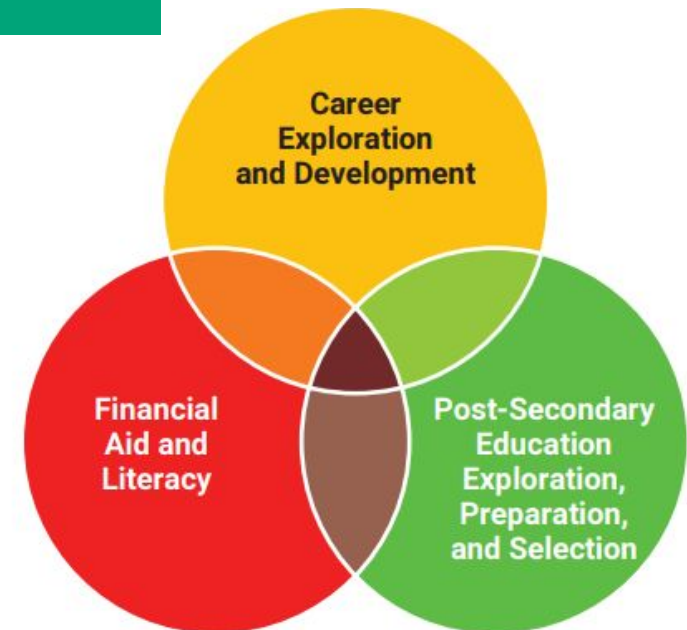 Career
Exploration
and Development
Financial
Aid and
Literacy
Post-Secondary
Education
Exploration,
Preparation,
and Selection